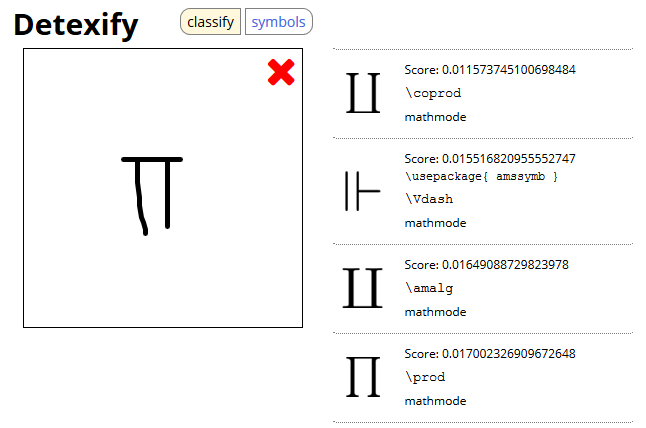 Detexify
classify
symbols
∏
∐
Score: 0.011573745100698484
\coprod
mathmode
⊩
Score: 0.015516820955552747
\usepackage{ amssymb }
\Vdash
mathmode
⨿
Score: 0.01649088729823978
\amalg
mathmode
∏
Score: 0.017002326909672648
\prod
mathmode